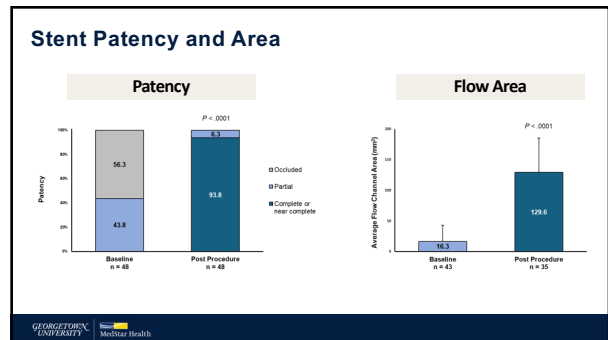 Stent Patency and Area
Patency
P < .0001
100%
80%
60%
40%
20%
0%
Patency
56.3
43.8
6.3
93.8
Baseline
n = 48
Post Procedure
n = 48
Occluded
Partial
Complete or
near complete
Flow Area
P < .0001
200
150
100
50
0
Average Flow Channel Area (mm²)
16.3
129.6
Baseline
n = 43
Post Procedure
n = 35
GEORGETOWN
UNIVERSITY
MedStar Health